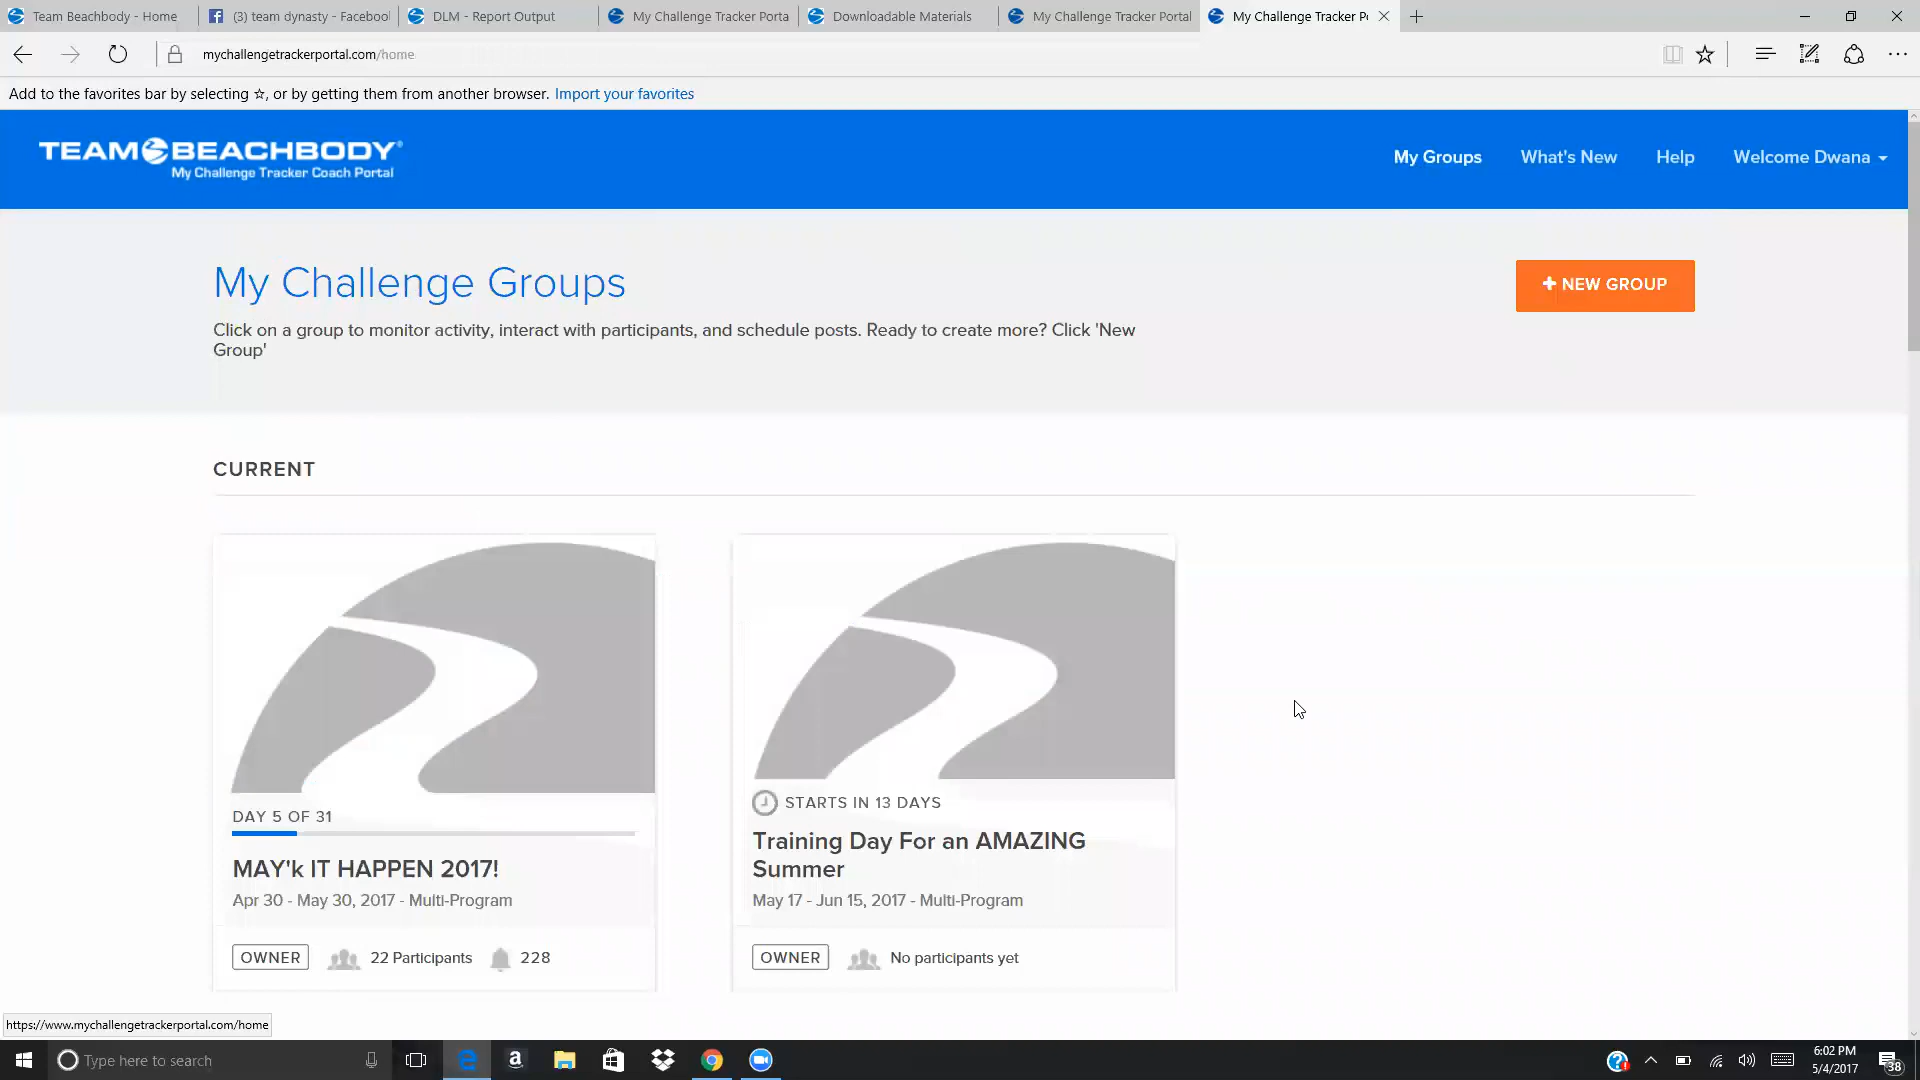 Team Beachbody - Home
(3) team dynasty - Facebool
DLM - Report Output
My Challenge Tracker Porta
Downloadable Materials
My Challenge Tracker Portal
My Challenge Tracker Po
mychallengetrackerportal.com/home
Add to the favorites bar by selecting ☆, or by getting them from another browser. Import your favorites
TEAM BEACHBODY®
My Challenge Tracker Coach Portal
My Groups
What's New
Help
Welcome Dwana
My Challenge Groups
+ NEW GROUP
Click on a group to monitor activity, interact with participants, and schedule posts. Ready to create more? Click 'New
Group'
CURRENT
DAY 5 OF 31
MAY'k IT HAPPEN 2017!
Apr 30 - May 30, 2017 - Multi-Program
OWNER
22 Participants
228
STARTS IN 13 DAYS
Training Day For an AMAZING
Summer
May 17 - Jun 15, 2017 - Multi-Program
OWNER
No participants yet
https://www.mychallengetrackerportal.com/home
Type here to search
6:02 PM
5/4/2017
38